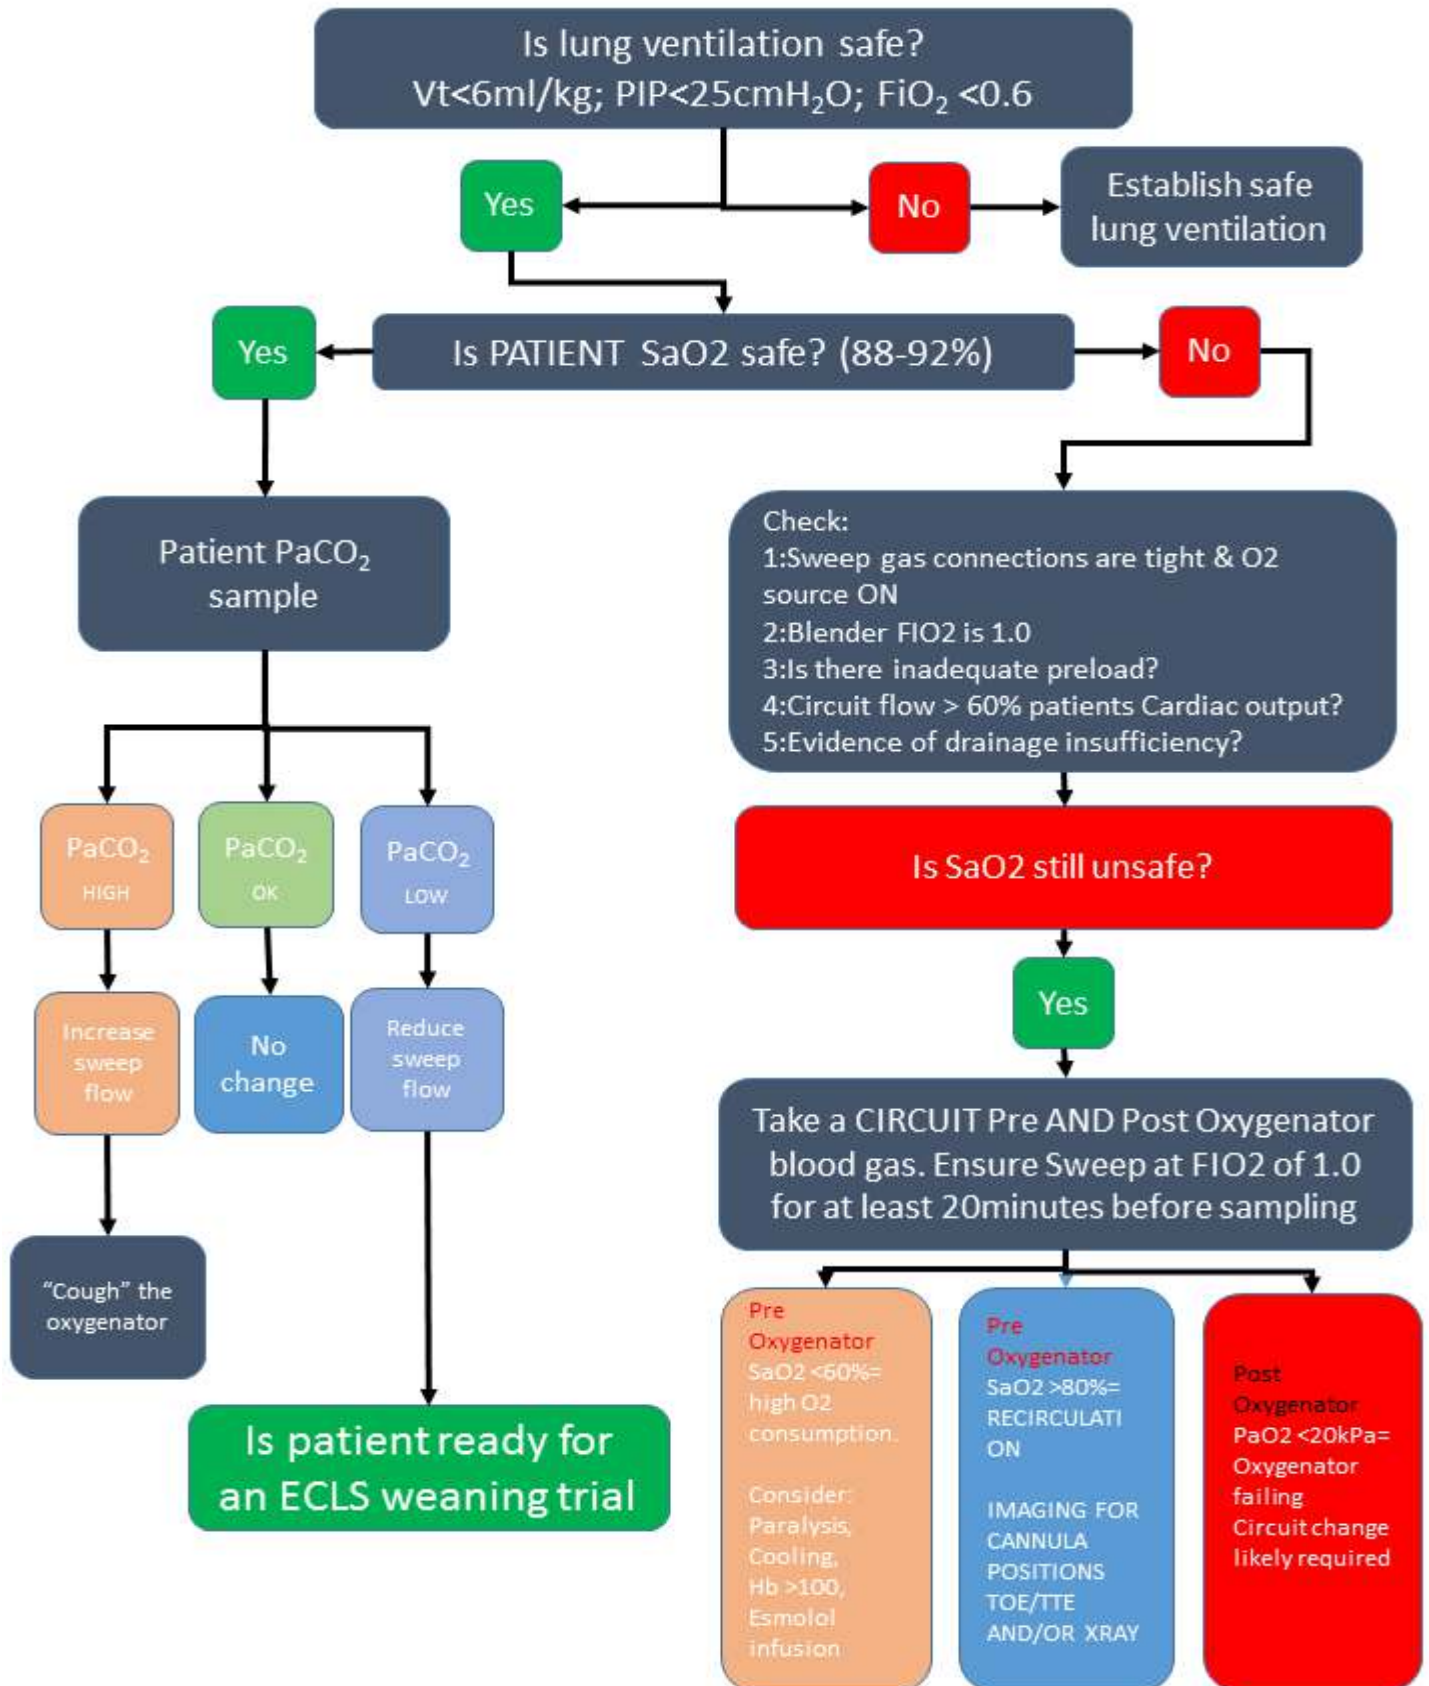 Is lung ventilation safe?
Vt<6ml/kg; PIP<25cmH₂O; FiO₂ <0.6
Yes
No
Establish safe
lung ventilation
Yes
Is PATIENT SaO2 safe? (88-92%)
No
Patient PaCO₂
sample
Check:
1:Sweep gas connections are tight & O2
source ON
2:Blender FIO2 is 1.0
3:Is there inadequate preload?
4:Circuit flow > 60% patients Cardiac output?
5:Evidence of drainage insufficiency?
PaCO₂
HIGH
PaCO₂
OK
PaCO₂
LOW
Is SaO2 still unsafe?
Yes
Increase
sweep
flow
No
change
Reduce
sweep
flow
"Cough" the
oxygenator
Is patient ready for
an ECLS weaning trial
Take a CIRCUIT Pre AND Post Oxygenator
blood gas. Ensure Sweep at FIO2 of 1.0
for at least 20minutes before sampling
Pre
Oxygenator
SaO2 <60%=
high O2
consumption.
Consider:
Paralysis,
Cooling,
Hb >100,
Esmolol
infusion
Pre
Oxygenator
SaO2 >80%=
RECIRCULATI
ON
IMAGING FOR
CANNULA
POSITIONS
TOE/TTE
AND/OR XRAY
Post
Oxygenator
PaO2 <20kPa=
Oxygenator
failing
Circuit change
likely required